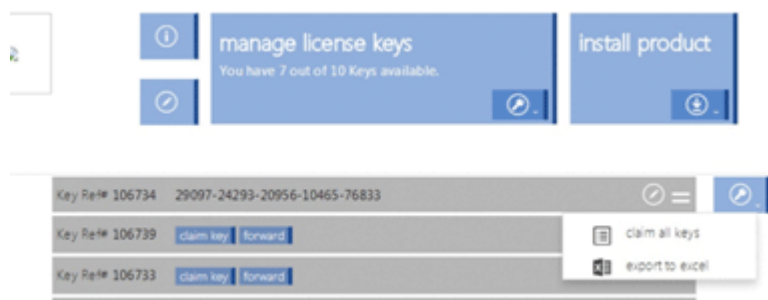 manage license keys
You have 7 out of 10 Keys available.
install product
Key Ref# 106734 29097-24293-20956-10465-76833
Key Ref# 106739 claim key forward
claim all keys
Key Ref# 106733 claim key forward
export to excel